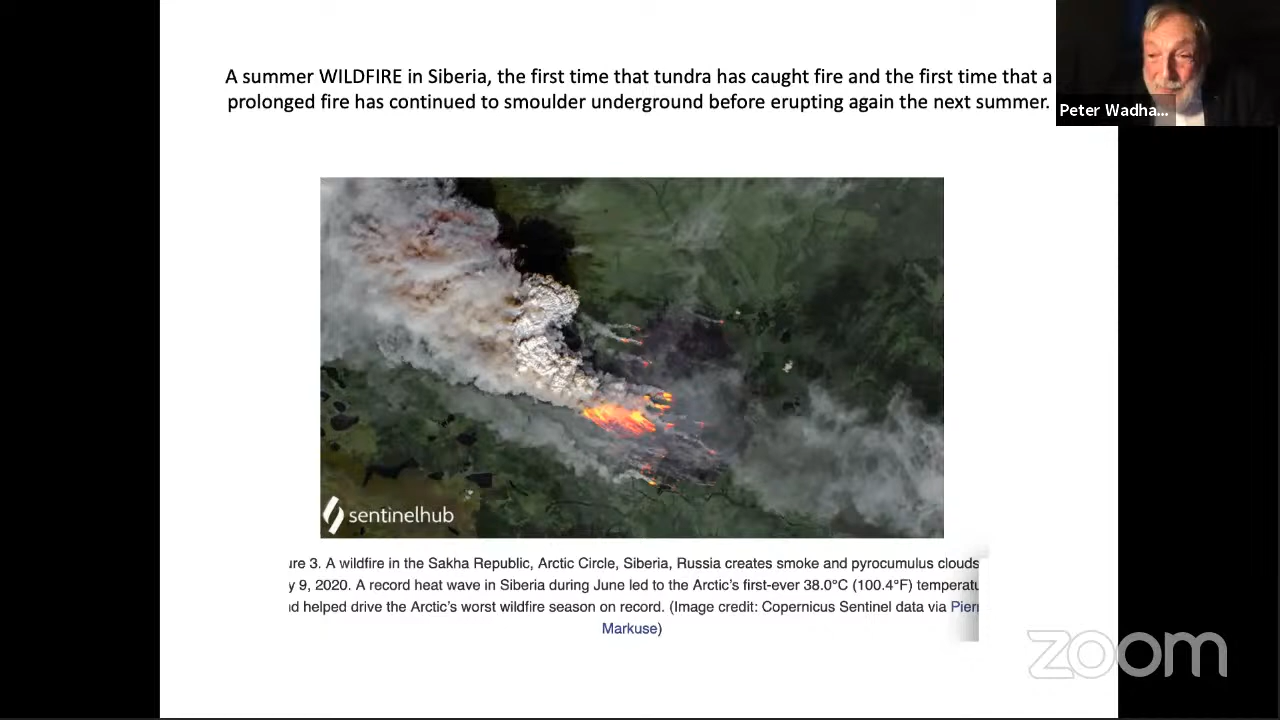 A summer WILDFIRE in Siberia, the first time that tundra has caught fire and the first time that a
prolonged fire has continued to smoulder underground before erupting again the next summer.
Peter Wadha...
sentinelhub
ure 3. A wildfire in the Sakha Republic, Arctic Circle, Siberia, Russia creates smoke and pyrocumulus clouds
y 9, 2020. A record heat wave in Siberia during June led to the Arctic's first-ever 38.0°C (100.4°F) temperatu
nd helped drive the Arctic's worst wildfire season on record. (Image credit: Copernicus Sentinel data via Pierr
Markuse)
zoom